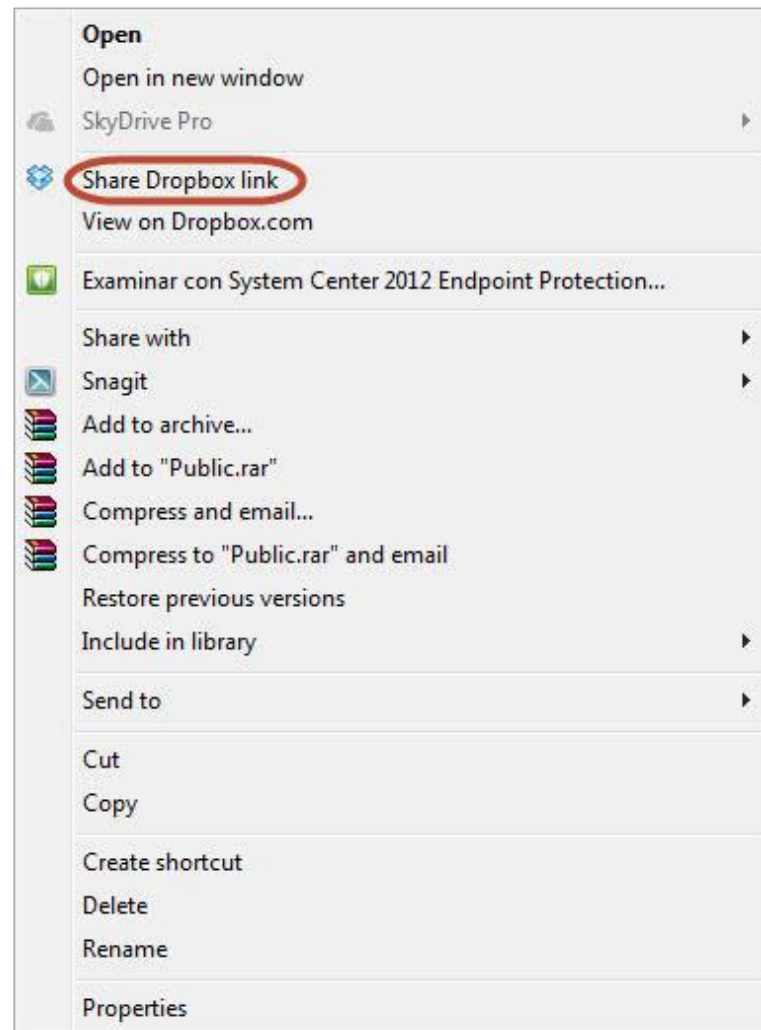 Open
Open in new window
SkyDrive Pro
Share Dropbox link
View on Dropbox.com
Examinar con System Center 2012 Endpoint Protection...
Share with
Snagit
Add to archive...
Add to "Public.rar"
Compress and email...
Compress to "Public.rar" and email
Restore previous versions
Include in library
Send to
Cut
Copy
Create shortcut
Delete
Rename
Properties